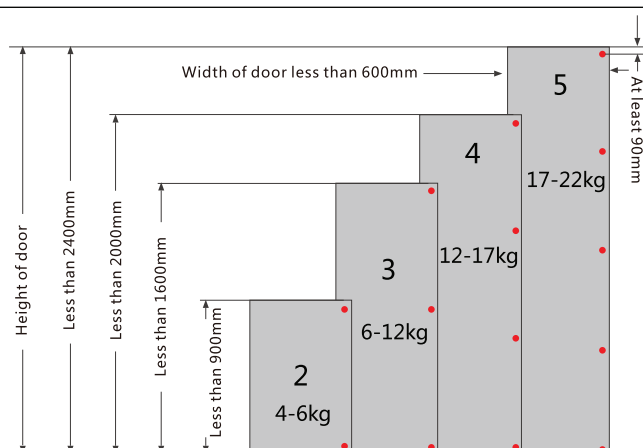 Width of door less than 600mm
5
At least 90mm
4
17-22kg
Height of door
Less than 2400mm
Less than 2000mm
Less than 1600mm
12-17kg
3
6-12kg
Less than 900mm
2
4-6kg